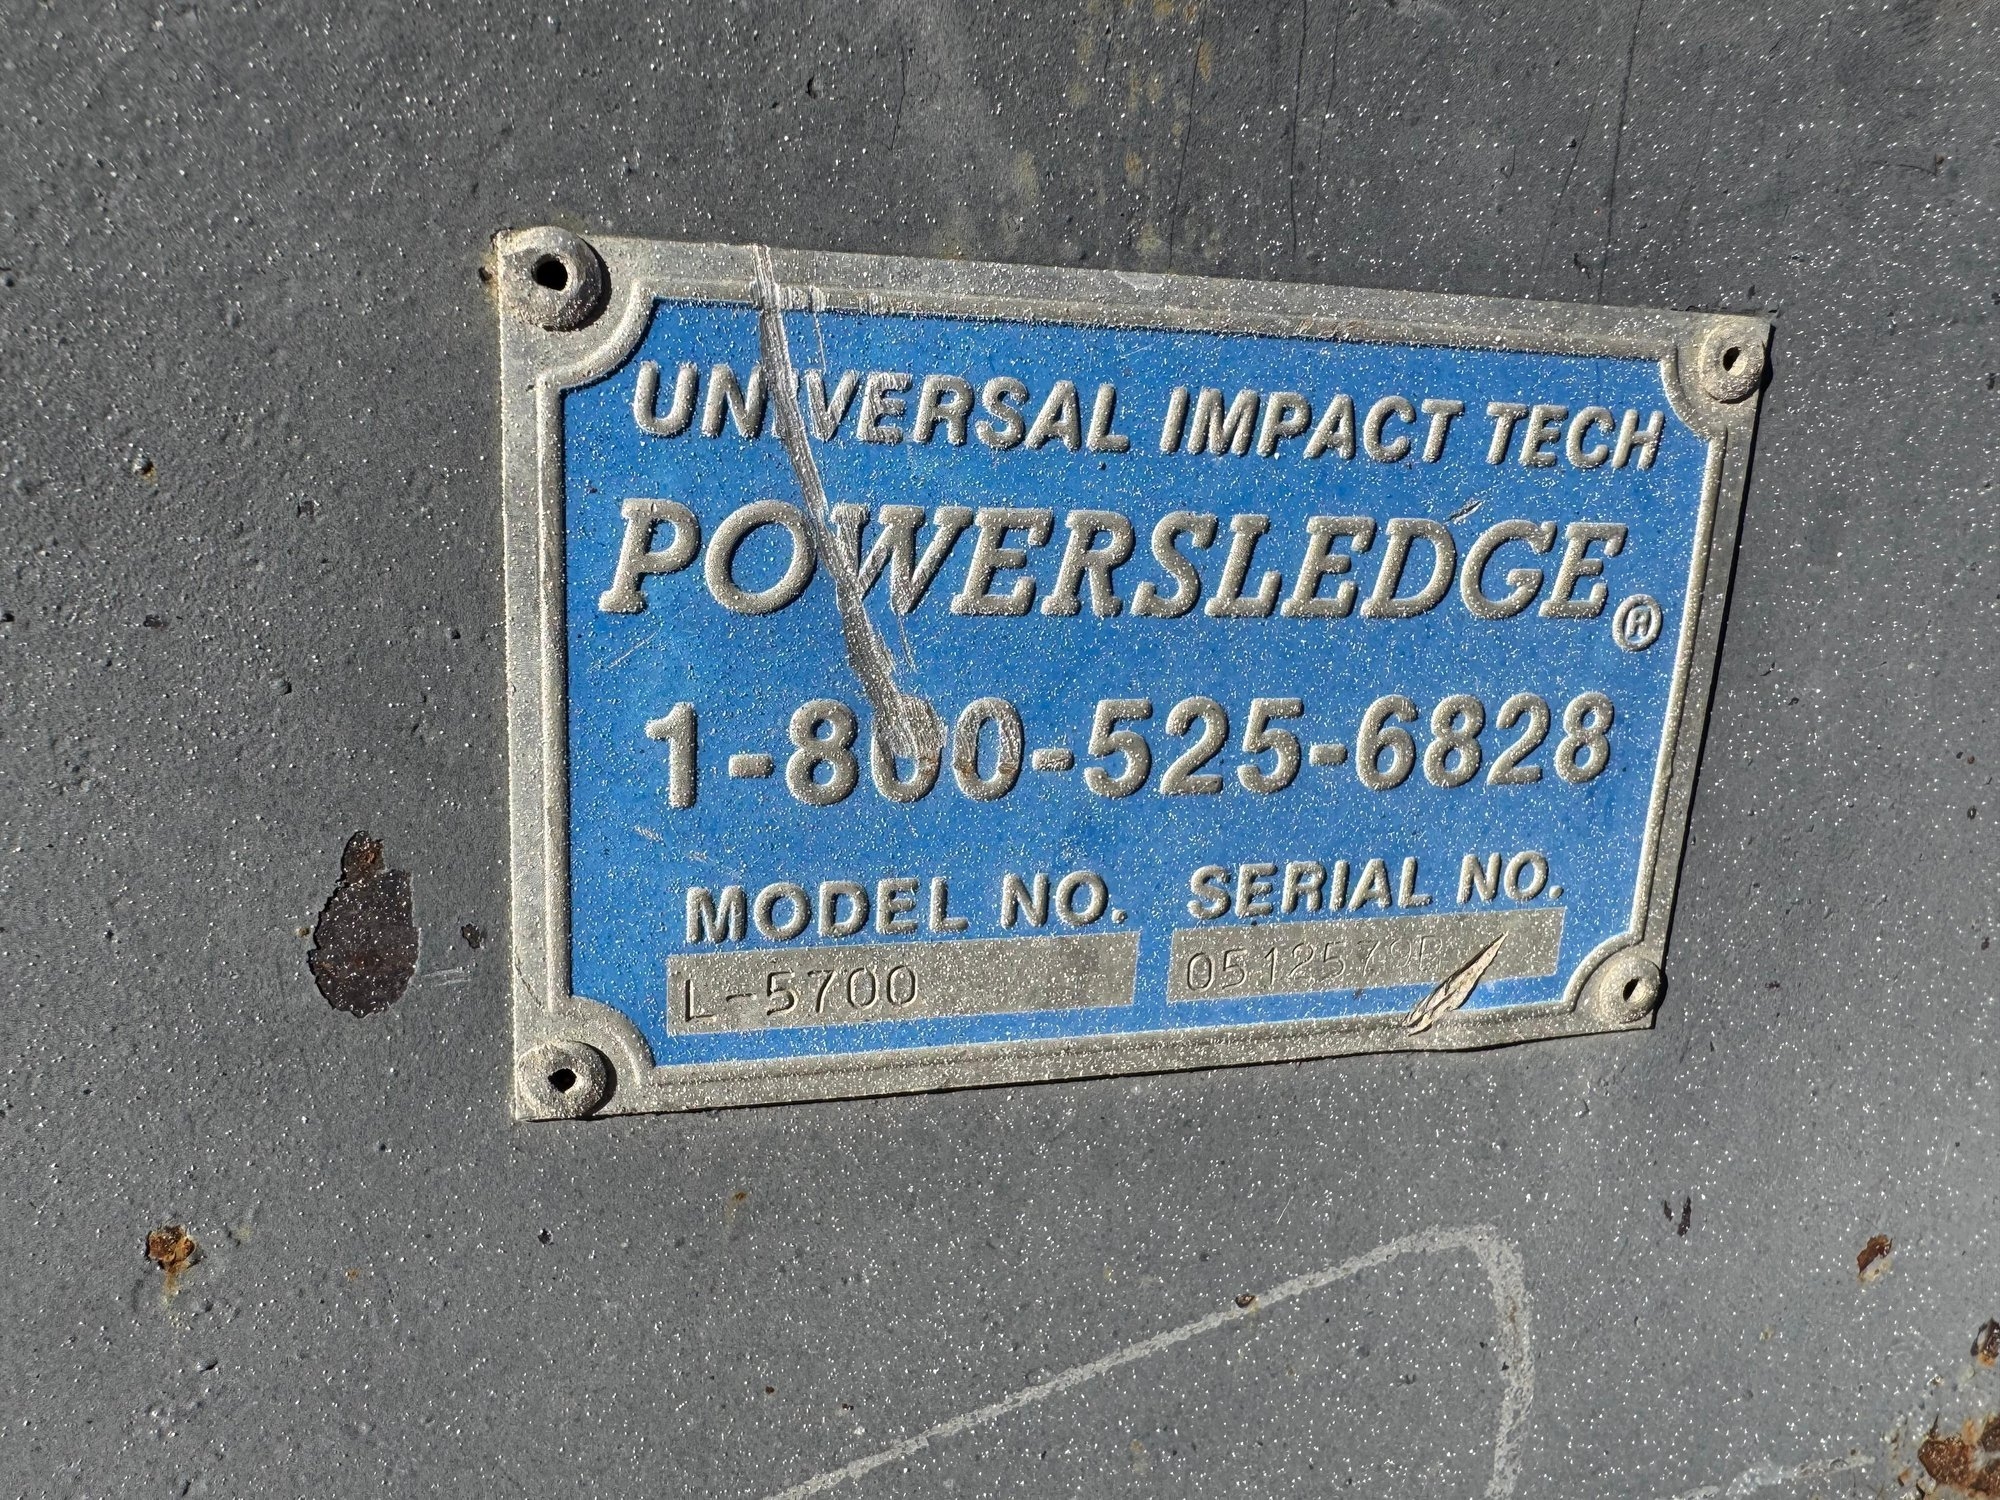 UNIVERSAL IMPACT TECH
POWERSLEDGE®
1-800-525-6828
MODEL NO. SERIAL NO.
L-5700